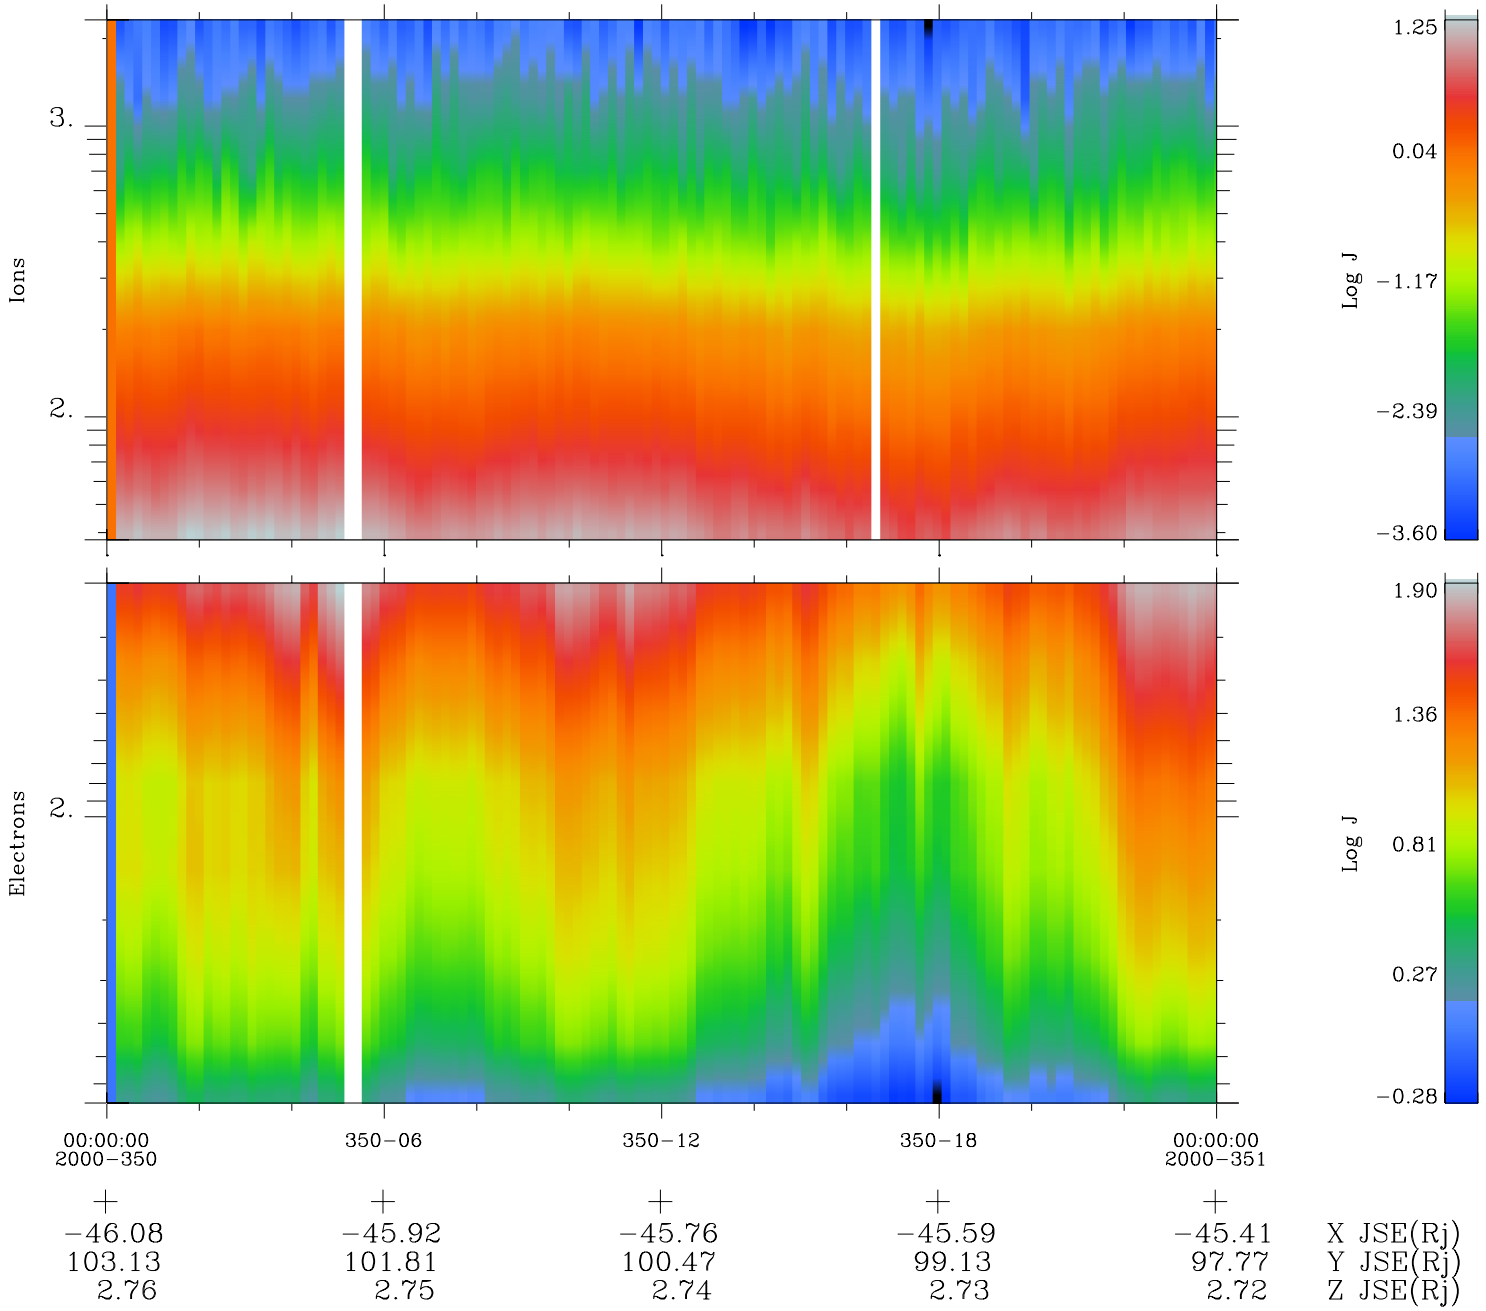 1.25
3.
0.04
Ions
Log J
−1.17
2.
−2.39
−3.60
1.90
1.36
Electrons
2.
Log J
0.81
0.27
−0.28
00:00:00 350−06 350−12 350−18 00:00:00
2000−350 2000−351
−46.08 −45.92 −45.76 −45.59 −45.41 X JSE(Rj)
103.13 101.81 100.47 99.13 97.77 Y JSE(Rj)
2.76 2.75 2.74 2.73 2.72 Z JSE(Rj)